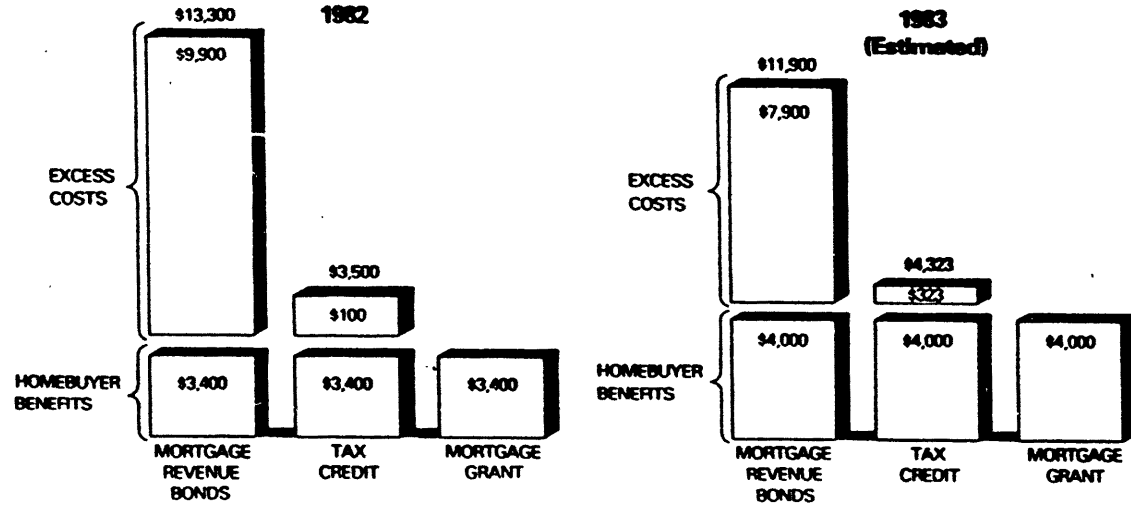 1982
$13,300
$9,900
EXCESS
COSTS
$3,500
$100
HOMEBUYER
BENEFITS
$3,400
$3,400
$3,400
MORTGAGE
REVENUE
BONDS
TAX
CREDIT
MORTGAGE
GRANT
1983
(Estimated)
$11,900
$7,900
EXCESS
COSTS
$4,323
$323
HOMEBUYER
BENEFITS
$4,000
$4,000
$4,000
MORTGAGE
REVENUE
BONDS
TAX
CREDIT
MORTGAGE
GRANT